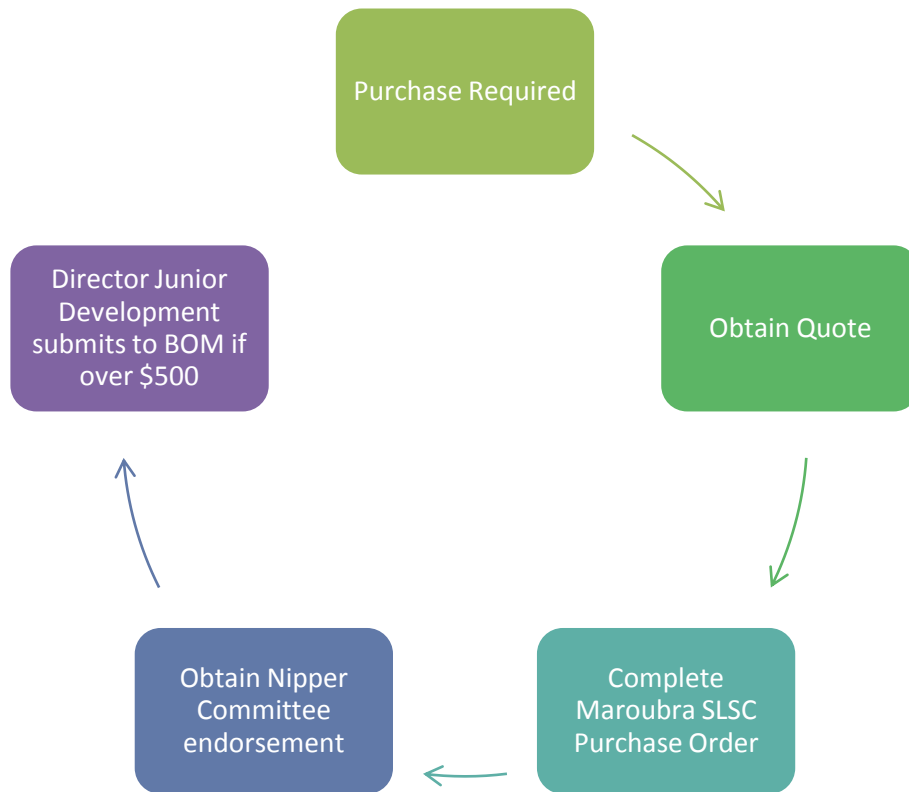 Purchase Required
Obtain Quote
Complete
Maroubra SLSC
Purchase Order
Obtain Nipper
Committee
endorsement
Director Junior
Development
submits to BOM if
over $500